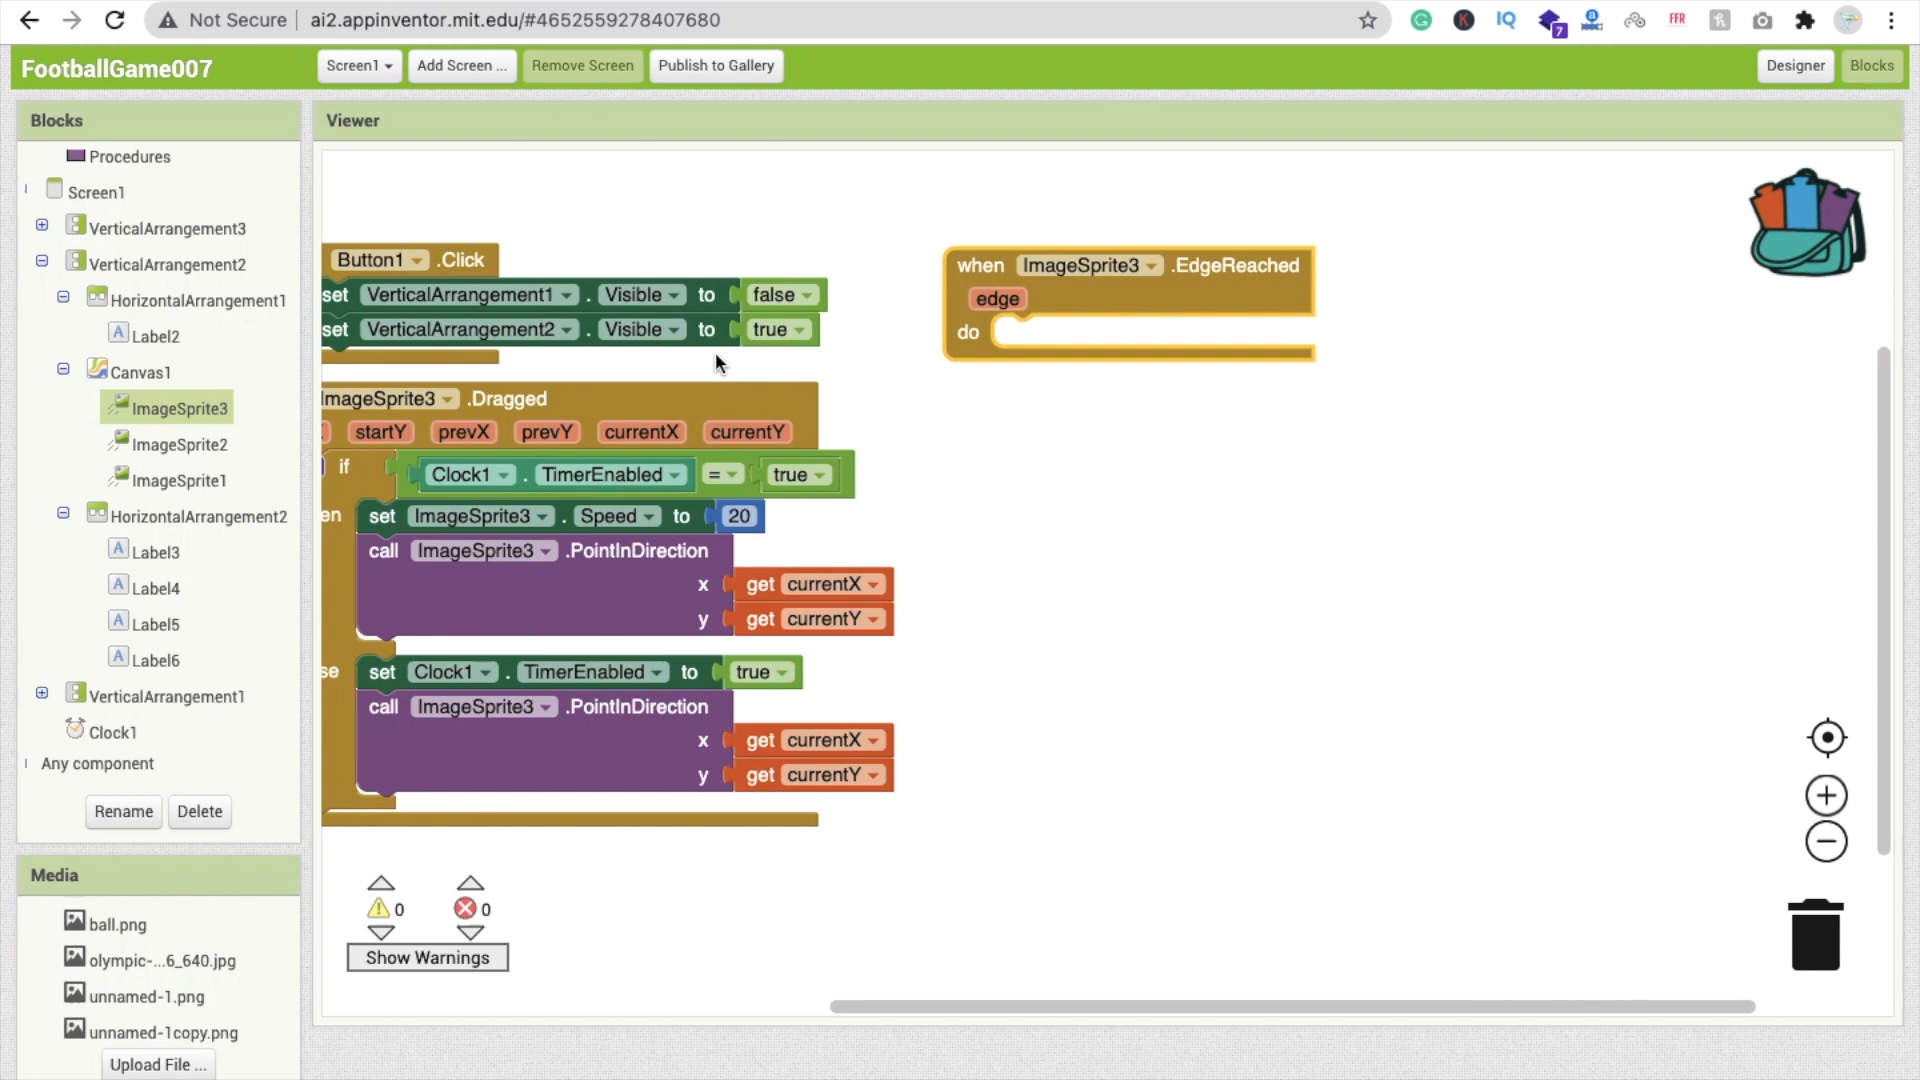 Not Secure ai2.appinventor.mit.edu/#4652559278407680
G K IQ 7 a FFR
FootballGame007 Screen1 Add Screen ... Remove Screen Publish to Gallery Designer Blocks
Blocks
Procedures
Screen1
VerticalArrangement3
VerticalArrangement2
HorizontalArrangement1
A Label2
Canvas1
ImageSprite3
ImageSprite2
ImageSprite1
HorizontalArrangement2
A Label3
A Label4
A Label5
A Label6
VerticalArrangement1
Clock1
Any component
Rename Delete
Media
ball.png
olympic-...6_640.jpg
unnamed-1.png
unnamed-1copy.png
Upload File ...
Viewer
Button1 .Click
set VerticalArrangement1 . Visible to false
set VerticalArrangement2 . Visible to true
ImageSprite3 .Dragged
startY prevX prevY currentX currentY
if Clock1 . TimerEnabled = true
en set ImageSprite3 . Speed to 20
call ImageSprite3 .PointInDirection
x get currentX
y get currentY
se set Clock1 . TimerEnabled to true
call ImageSprite3 .PointInDirection
x get currentX
y get currentY
when ImageSprite3 .EdgeReached
edge
do
0 0
Show Warnings